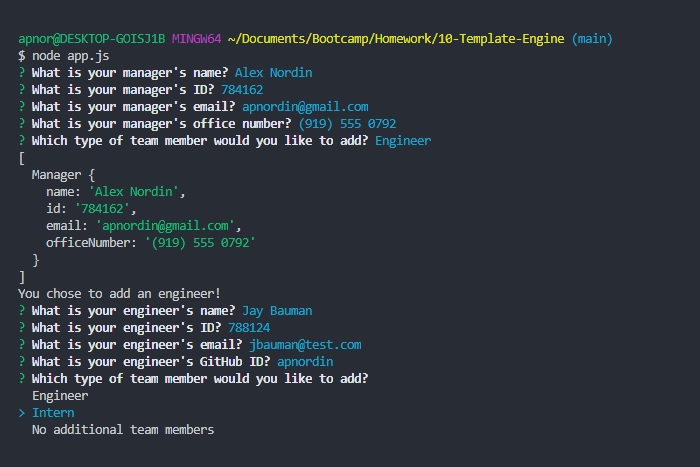 apnor@DESKTOP-GOISJ1B MINGW64 ~/Documents/Bootcamp/Homework/10-Template-Engine (main)
$ node app.js
? What is your manager's name? Alex Nordin
? What is your manager's ID? 784162
? What is your manager's email? apnordin@gmail.com
? What is your manager's office number? (919) 555 0792
? Which type of team member would you like to add? Engineer
[
  Manager {
    name: 'Alex Nordin',
    id: '784162',
    email: 'apnordin@gmail.com',
    officeNumber: '(919) 555 0792'
  }
]
You chose to add an engineer!
? What is your engineer's name? Jay Bauman
? What is your engineer's ID? 788124
? What is your engineer's email? jbauman@test.com
? What is your engineer's GitHub ID? apnordin
? Which type of team member would you like to add?
  Engineer
> Intern
  No additional team members